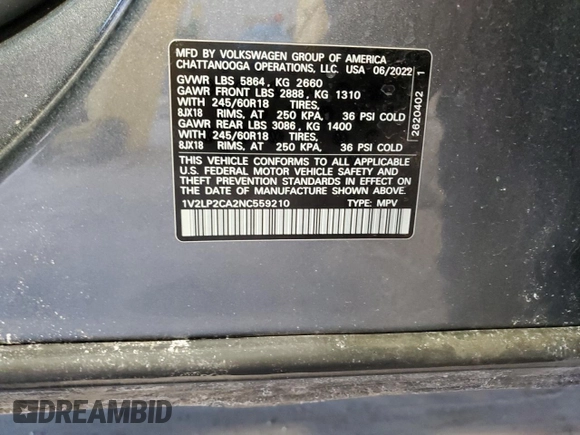 MFD BY VOLKSWAGEN GROUP OF AMERICA
CHATTANOOGA OPERATIONS, LLC. USA 06/2022
GVWR LBS 5864, KG 2660
GAWR FRONT LBS 2888, KG 1310
WITH 245/60R18 TIRES,
8JX18 RIMS, AT 250 KPA, 36 PSI COLD
GAWR REAR LBS 3086, KG 1400
WITH 245/60R18 TIRES,
8JX18 RIMS, AT 250 KPA, 36 PSI COLD
THIS VEHICLE CONFORMS TO ALL APPLICABLE
U.S. FEDERAL MOTOR VEHICLE SAFETY AND
THEFT PREVENTION STANDARDS IN EFFECT ON
THE DATE OF MANUFACTURE SHOWN ABOVE.
1V2LP2CA2NC559210 TYPE: MPV
2620402 1
DREAMBID